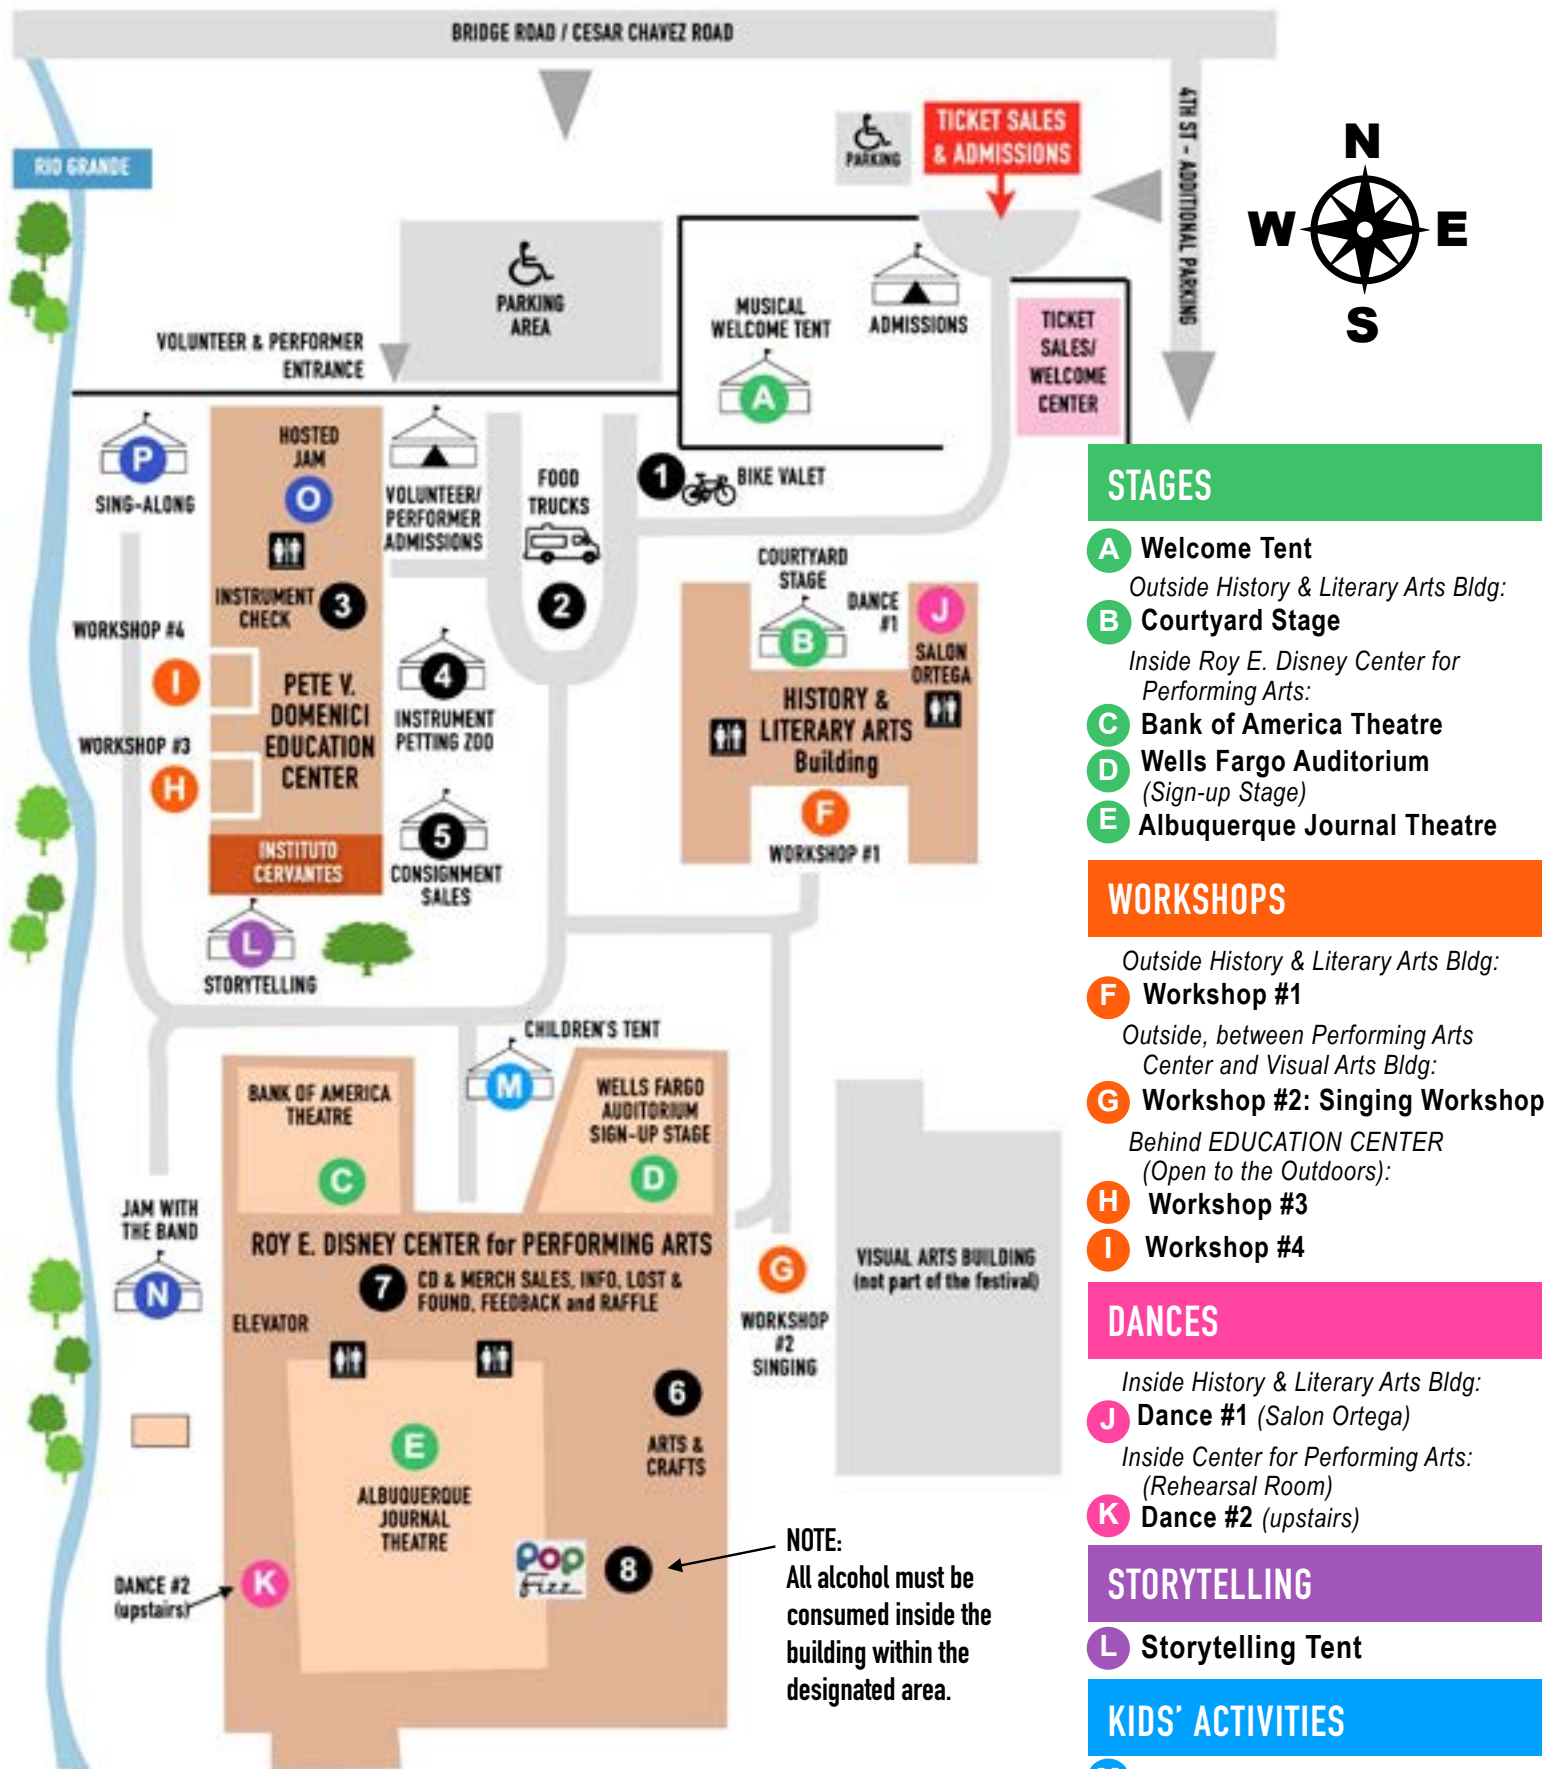 BRIDGE ROAD / CESAR CHAVEZ ROAD
4TH ST - ADDITIONAL PARKING
RIO GRANDE
PARKING
TICKET SALES
& ADMISSIONS
N
W
E
S
PARKING
AREA
VOLUNTEER & PERFORMER
ENTRANCE
MUSICAL
WELCOME TENT
A
ADMISSIONS
TICKET
SALES/
WELCOME
CENTER
P
SING-ALONG
HOSTED
JAM
O
VOLUNTEER/
PERFORMER
ADMISSIONS
FOOD
TRUCKS
2
1
BIKE VALET
INSTRUMENT
CHECK
3
WORKSHOP #4
I
WORKSHOP #3
H
PETE V.
DOMENICI
EDUCATION
CENTER
4
INSTRUMENT
PETTING ZOO
5
CONSIGNMENT
SALES
INSTITUTO
CERVANTES
L
STORYTELLING
COURTYARD
STAGE
B
DANCE
#1
J
SALON
ORTEGA
HISTORY &
LITERARY ARTS
Building
F
WORKSHOP #1
CHILDREN'S TENT
M
BANK OF AMERICA
THEATRE
C
WELLS FARGO
AUDITORIUM
SIGN-UP STAGE
D
JAM WITH
THE BAND
N
ROY E. DISNEY CENTER for PERFORMING ARTS
7
CD & MERCH SALES, INFO, LOST &
FOUND, FEEDBACK and RAFFLE
ELEVATOR
G
WORKSHOP
#2
SINGING
VISUAL ARTS BUILDING
(not part of the festival)
6
ARTS &
CRAFTS
E
ALBUQUERQUE
JOURNAL
THEATRE
DANCE #2
(upstairs)
K
Pop
Fizz
8
NOTE:
All alcohol must be
consumed inside the
building within the
designated area.
STAGES
A Welcome Tent
Outside History & Literary Arts Bldg:
B Courtyard Stage
Inside Roy E. Disney Center for
Performing Arts:
C Bank of America Theatre
D Wells Fargo Auditorium
(Sign-up Stage)
E Albuquerque Journal Theatre
WORKSHOPS
Outside History & Literary Arts Bldg:
F Workshop #1
Outside, between Performing Arts
Center and Visual Arts Bldg:
G Workshop #2: Singing Workshop
Behind EDUCATION CENTER
(Open to the Outdoors):
H Workshop #3
I Workshop #4
DANCES
Inside History & Literary Arts Bldg:
J Dance #1 (Salon Ortega)
Inside Center for Performing Arts:
(Rehearsal Room)
K Dance #2 (upstairs)
STORYTELLING
L Storytelling Tent
KIDS' ACTIVITIES